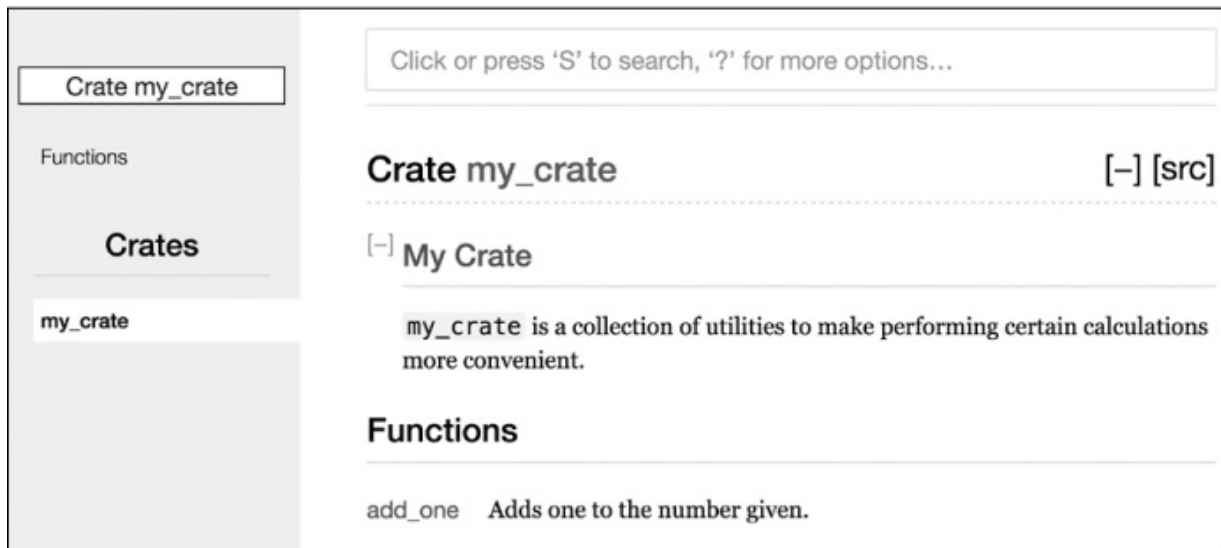 Crate my_crate
Functions
Crates
my_crate
Click or press ‘S’ to search, ‘?’ for more options…
Crate my_crate [–] [src]
[–] My Crate
my_crate is a collection of utilities to make performing certain calculations
more convenient.
Functions
add_one Adds one to the number given.